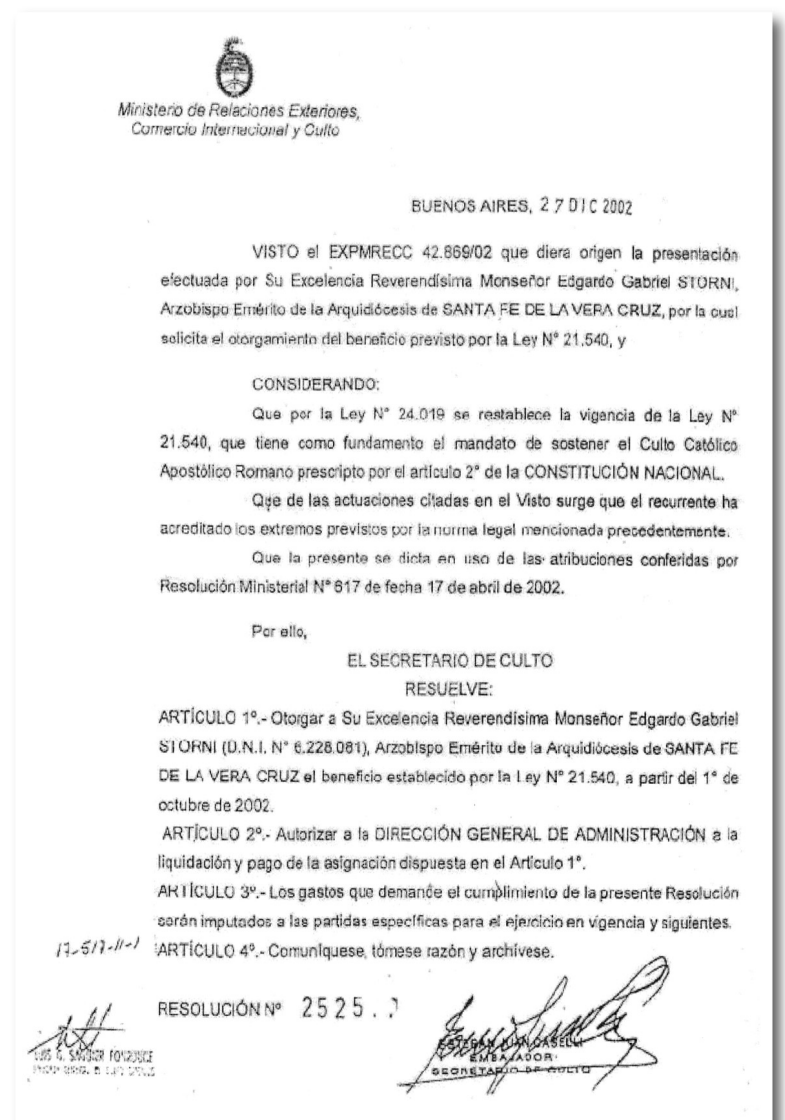 Ministerio de Relaciones Exteriores,
Comercio Internacional y Culto
BUENOS AIRES, 27 DIC 2002
VISTO el EXPMRECC 42.869/02 que diera origen la presentación
efectuada por Su Excelencia Reverendísima Monseñor Edgardo Gabriel STORNI,
Arzobispo Emérito de la Arquidiócesis de SANTA FE DE LA VERA CRUZ, por la cual
solicita el otorgamiento del beneficio previsto por la Ley N° 21.540, y
CONSIDERANDO:
Que por la Ley N° 24.019 se restablece la vigencia de la Ley N°
21.540, que tiene como fundamento el mandato de sostener el Culto Católico
Apostólico Romano prescripto por el artículo 2° de la CONSTITUCIÓN NACIONAL.
Que de las actuaciones citadas en el Visto surge que el recurrente ha
acreditado los extremos previstos por la norma legal mencionada precedentemente.
Que la presente se dicta en uso de las atribuciones conferidas por
Resolución Ministerial N° 617 de fecha 17 de abril de 2002.
Por ello,
EL SECRETARIO DE CULTO
RESUELVE:
ARTÍCULO 1º.- Otorgar a Su Excelencia Reverendísima Monseñor Edgardo Gabriel
STORNI (D.N.I. N° 6.228.081), Arzobispo Emérito de la Arquidiócesis de SANTA FE
DE LA VERA CRUZ el beneficio establecido por la Ley N° 21.540, a partir del 1° de
octubre de 2002.
ARTÍCULO 2º.- Autorizar a la DIRECCIÓN GENERAL DE ADMINISTRACIÓN a la
liquidación y pago de la asignación dispuesta en el Artículo 1°.
ARTÍCULO 3º.- Los gastos que demande el cumplimiento de la presente Resolución
serán imputados a las partidas específicas para el ejercicio en vigencia y siguientes.
ARTÍCULO 4º.- Comuníquese, tómese razón y archívese.
RESOLUCIÓN Nº 2525
ESTEBAN JUAN CASELLI
EMBAJADOR
SECRETARIO DE CULTO